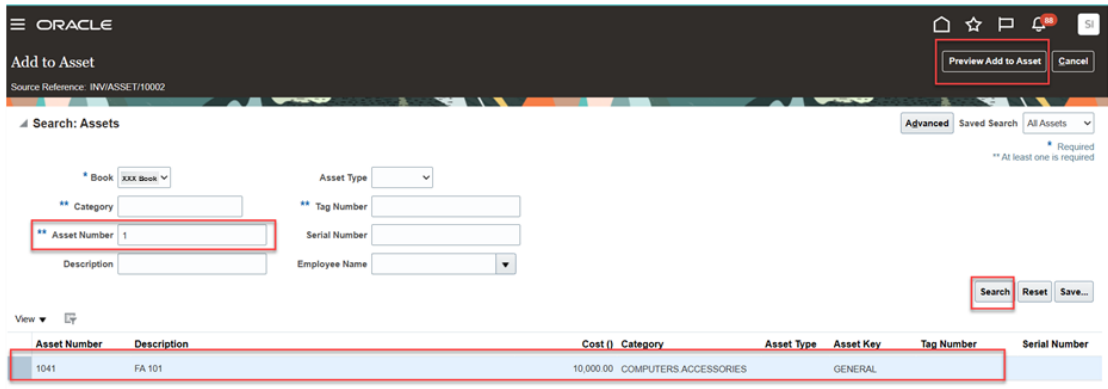 ORACLE
88
SI
Add to Asset
Preview Add to Asset
Cancel
Source Reference: INV/ASSET/10002
Search: Assets
Advanced Saved Search All Assets
* Required
** At least one is required
* Book XXX Book
Asset Type
** Category
** Tag Number
** Asset Number 1
Serial Number
Description
Employee Name
Search Reset Save...
View
Asset Number Description Cost () Category Asset Type Asset Key Tag Number Serial Number
1041 FA 101 10,000.00 COMPUTERS.ACCESSORIES GENERAL